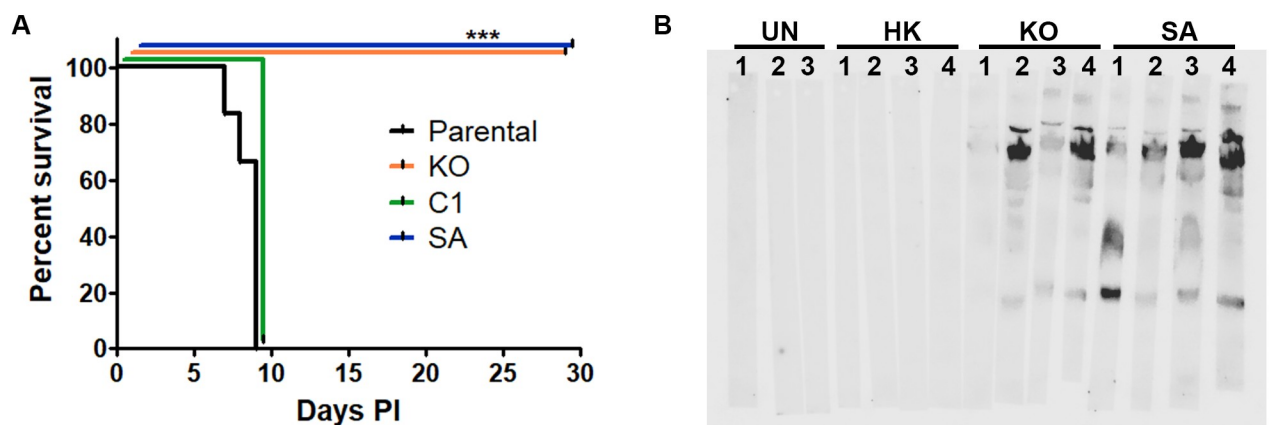 A
***
Percent survival
100
80
60
40
20
0
0 5 10 15 20 25 30
Days PI
Parental
KO
C1
SA
B
UN HK KO SA
1 2 3 1 2 3 4 1 2 3 4 1 2 3 4